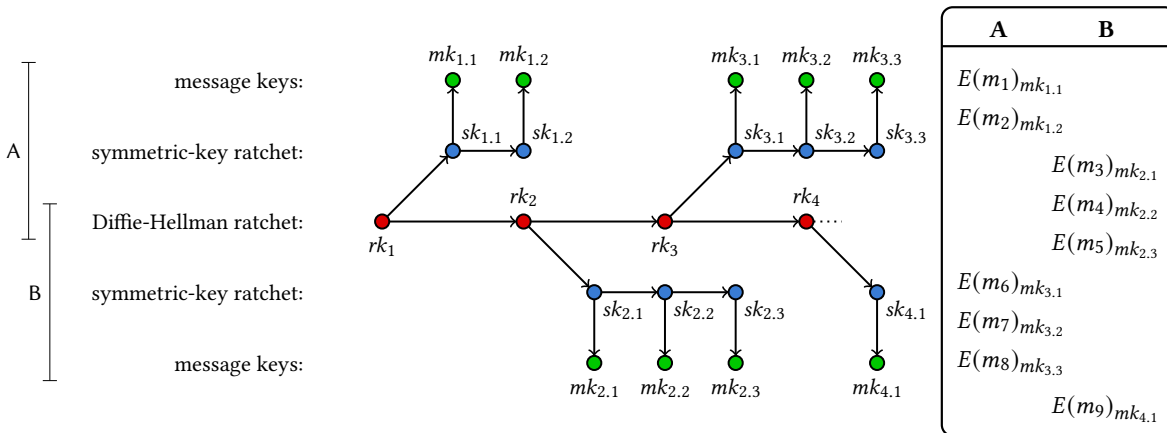 A B
mk1.1 mk1.2 mk3.1 mk3.2 mk3.3
message keys:
E(m1)mk1.1
E(m2)mk1.2
sk1.1 sk1.2 sk3.1 sk3.2 sk3.3
A
symmetric-key ratchet:
E(m3)mk2.1
rk2 rk4
E(m4)mk2.2
Diffie-Hellman ratchet:
rk1 rk3
E(m5)mk2.3
B
symmetric-key ratchet:
E(m6)mk3.1
sk2.1 sk2.2 sk2.3 sk4.1
E(m7)mk3.2
message keys:
E(m8)mk3.3
mk2.1 mk2.2 mk2.3 mk4.1
E(m9)mk4.1